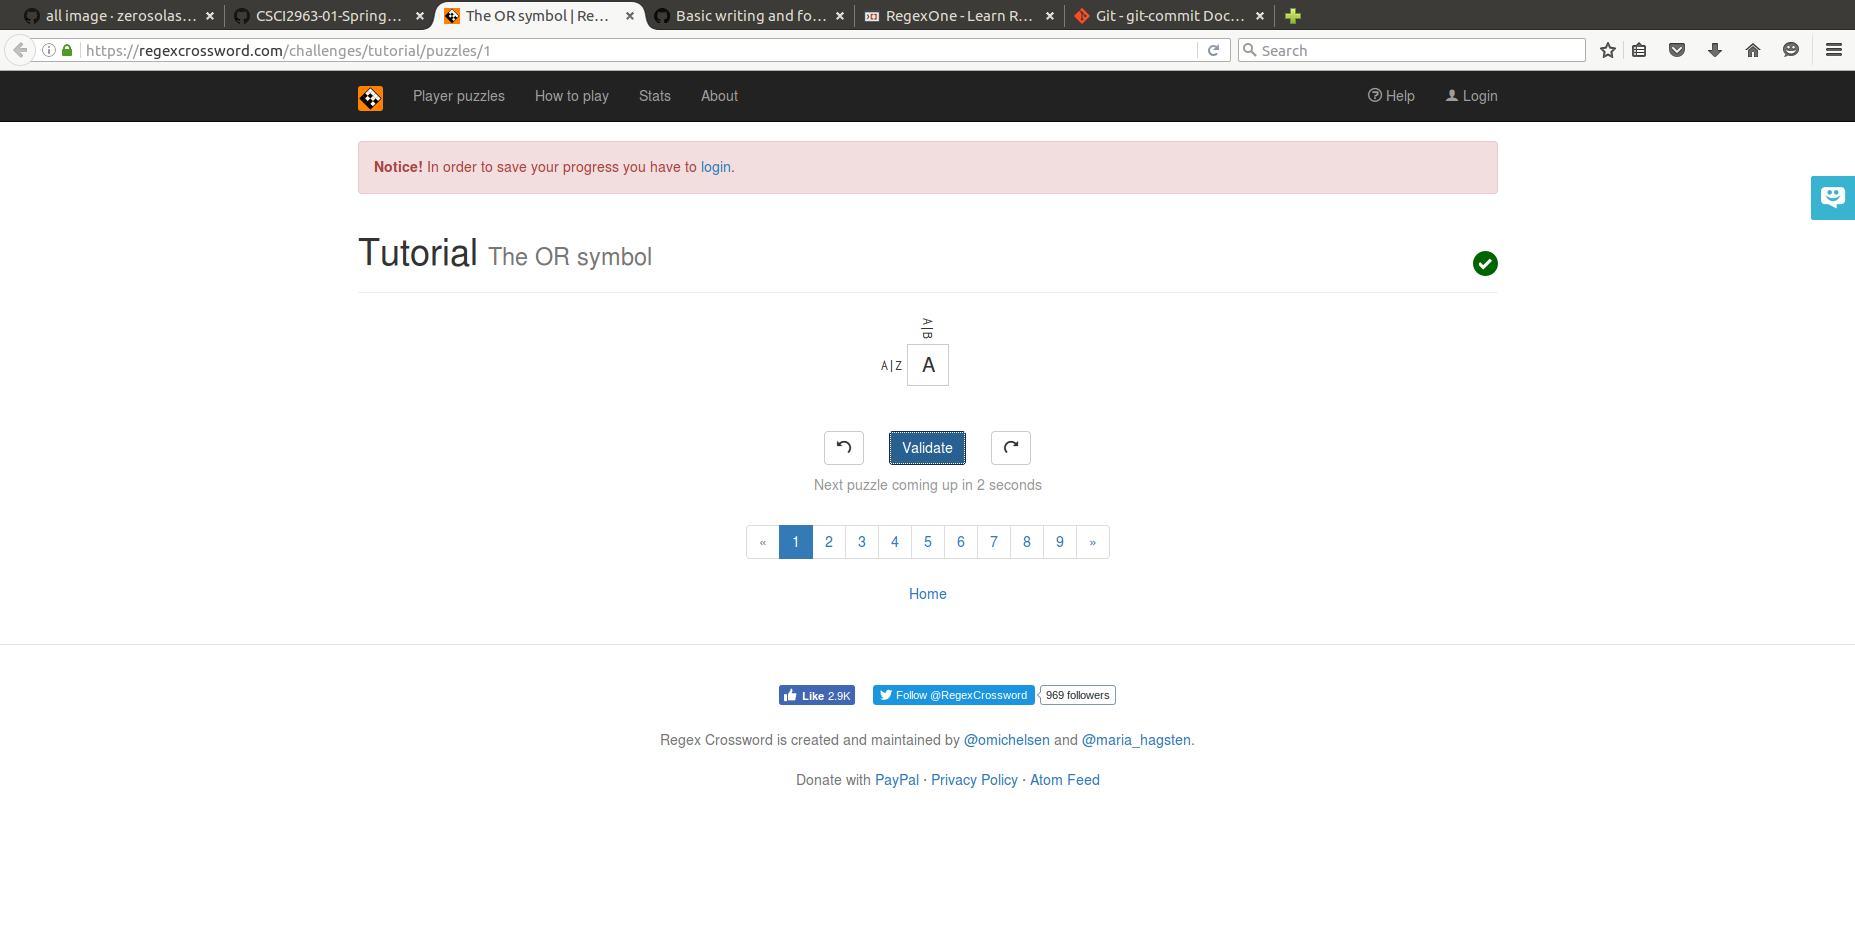 all image · zerosolas... × CSCI2963-01-Spring... × The OR symbol | Re... × Basic writing and fo... × RegexOne - Learn R... × Git - git-commit Doc... ×
https://regexcrossword.com/challenges/tutorial/puzzles/1 Search
Player puzzles How to play Stats About Help Login
Notice! In order to save your progress you have to login.
Tutorial The OR symbol
A|B
A|Z A
Validate
Next puzzle coming up in 2 seconds
« 1 2 3 4 5 6 7 8 9 »
Home
Like 2.9K Follow @RegexCrossword 969 followers
Regex Crossword is created and maintained by @omichelsen and @maria_hagsten.
Donate with PayPal · Privacy Policy · Atom Feed